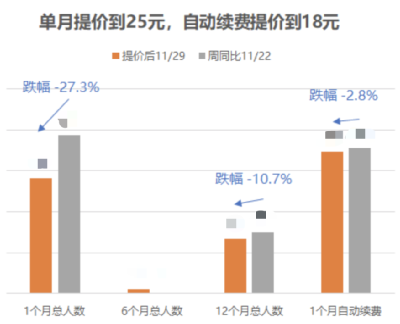 单月提价到25元，自动续费提价到18元
提价后11/29 周同比11/22
跌幅 -27.3%
跌幅 -2.8%
跌幅 -10.7%
1个月总人数 6个月总人数 12个月总人数 1个月自动续费